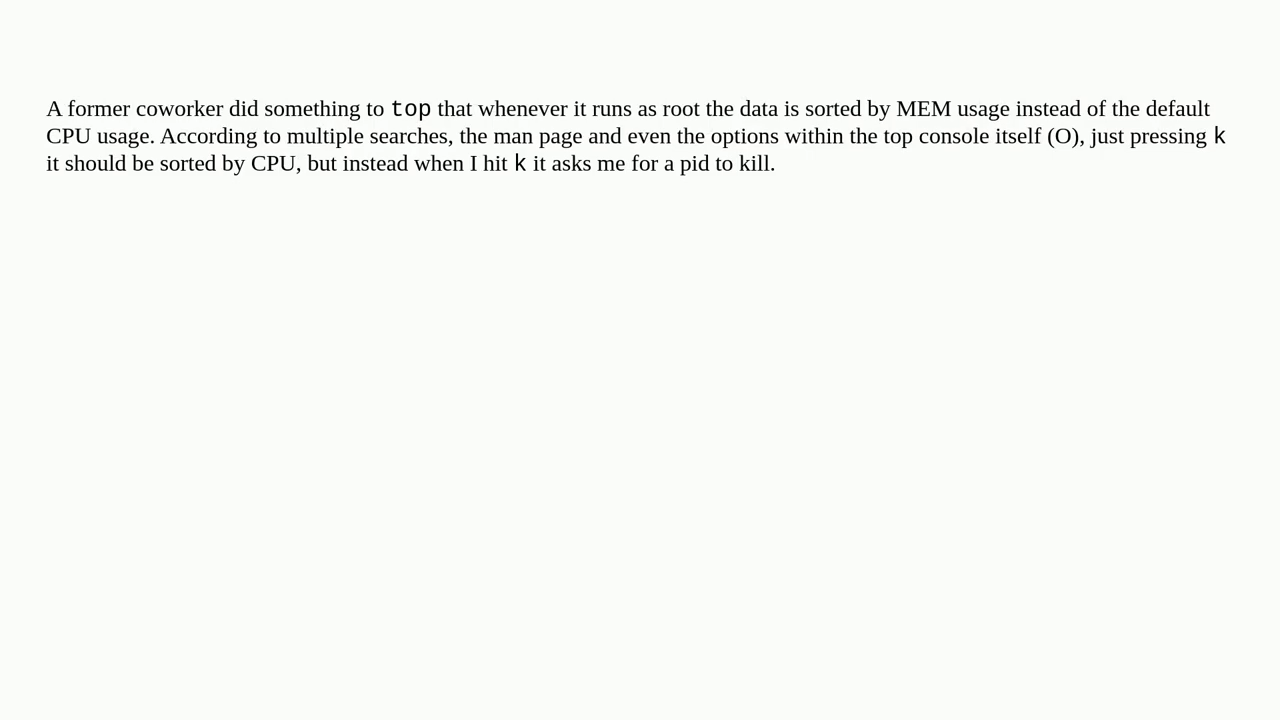 A former coworker did something to top that whenever it runs as root the data is sorted by MEM usage instead of the default
CPU usage. According to multiple searches, the man page and even the options within the top console itself (O), just pressing k
it should be sorted by CPU, but instead when I hit k it asks me for a pid to kill.